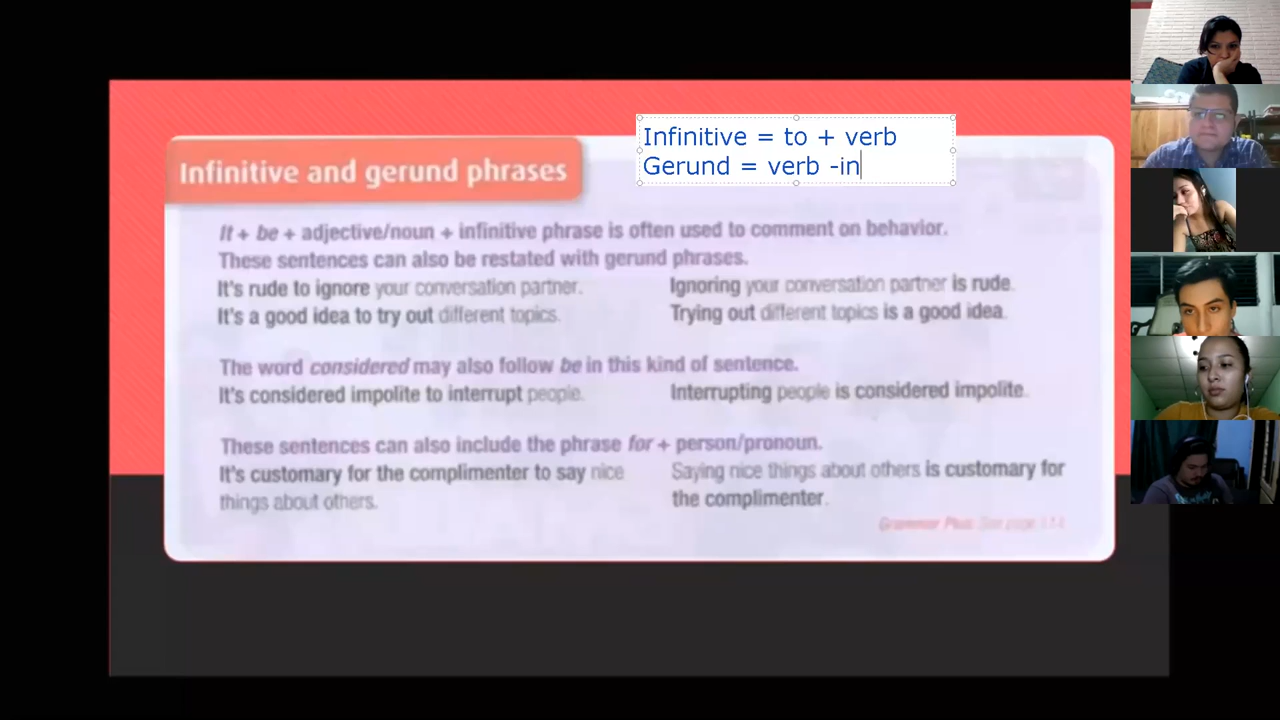 Infinitive = to + verb
Gerund = verb -in
Infinitive and gerund phrases
It + be + adjective/noun + infinitive phrase is often used to comment on behavior.
These sentences can also be restated with gerund phrases.
It's rude to ignore your conversation partner. Ignoring your conversation partner is rude.
It's a good idea to try out different topics. Trying out different topics is a good idea.
The word considered may also follow be in this kind of sentence.
It's considered impolite to interrupt people. Interrupting people is considered impolite.
These sentences can also include the phrase for + person/pronoun.
It's customary for the complimenter to say nice Saying nice things about others is customary for
things about others. the complimenter.
Grammar Plus: See page